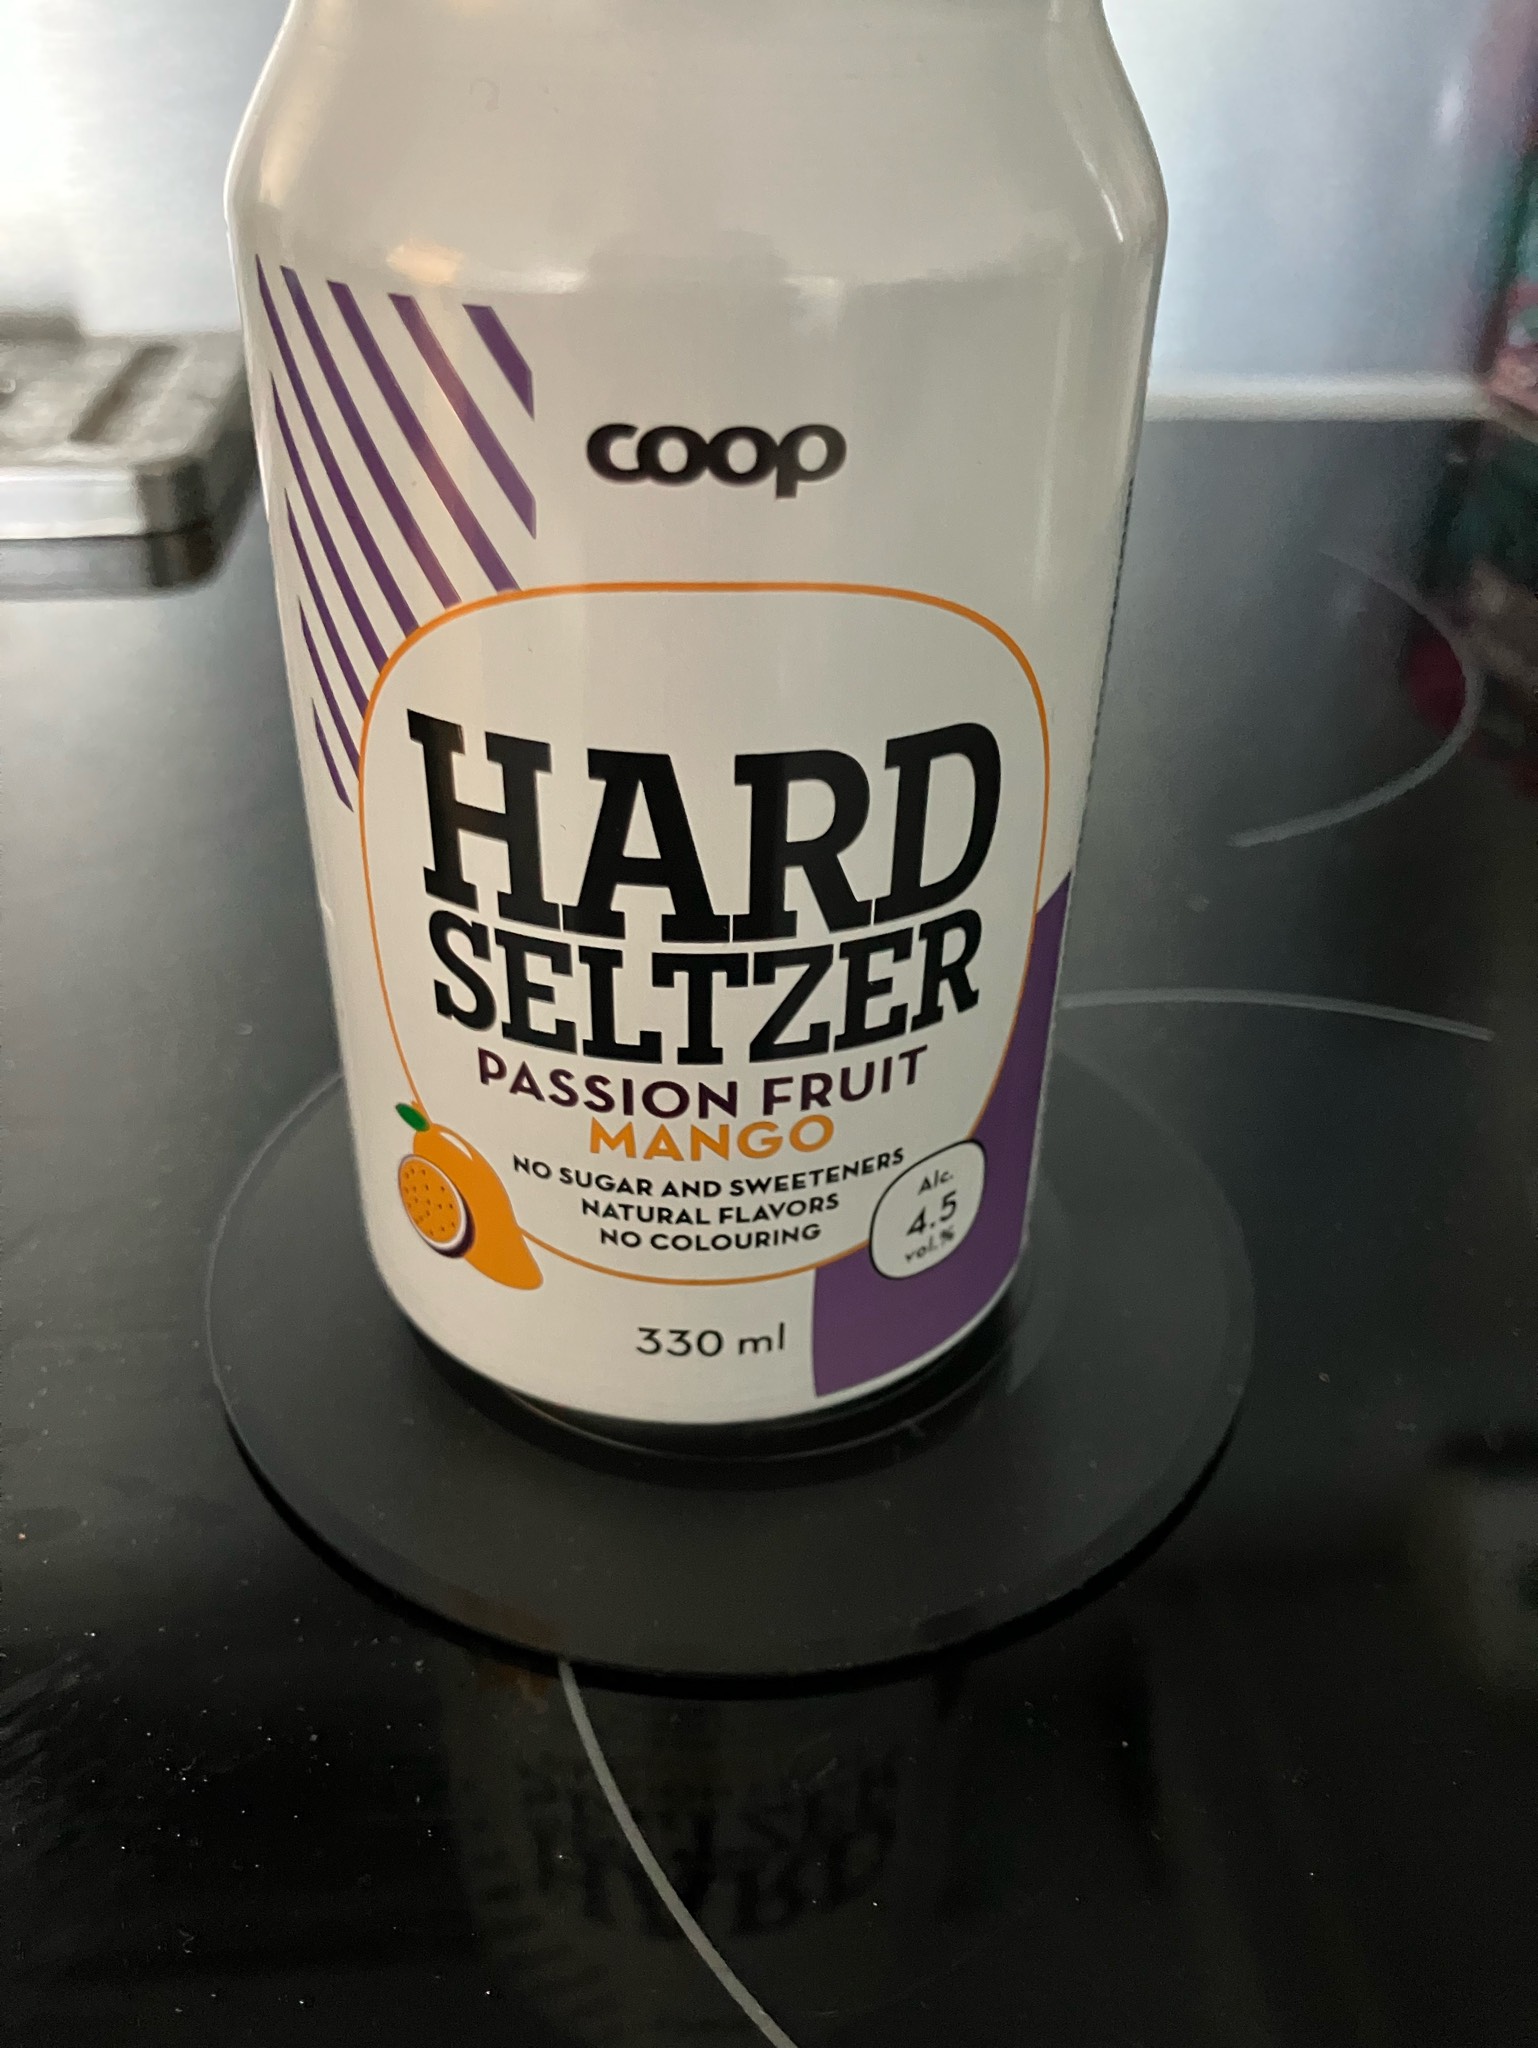 coop
HARD
SELTZER
PASSION FRUIT
MANGO
NO SUGAR AND SWEETENERS
NATURAL FLAVORS
NO COLOURING
Alc.
4.5
vol.%
330 ml